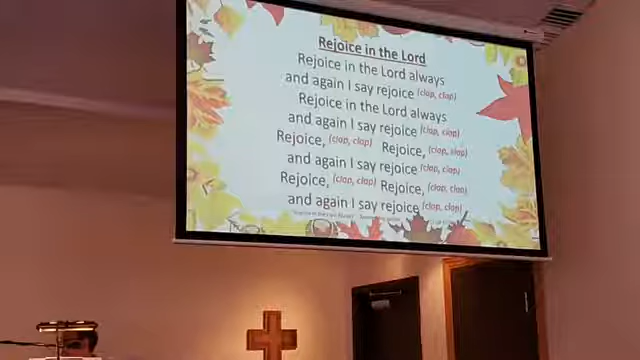 Rejoice in the Lord
Rejoice in the Lord always
and again I say rejoice (clap, clap)
Rejoice in the Lord always
and again I say rejoice (clap, clap)
Rejoice, (clap, clap) Rejoice, (clap, clap)
and again I say rejoice (clap, clap)
Rejoice, (clap, clap) Rejoice, (clap, clap)
and again I say rejoice (clap, clap)